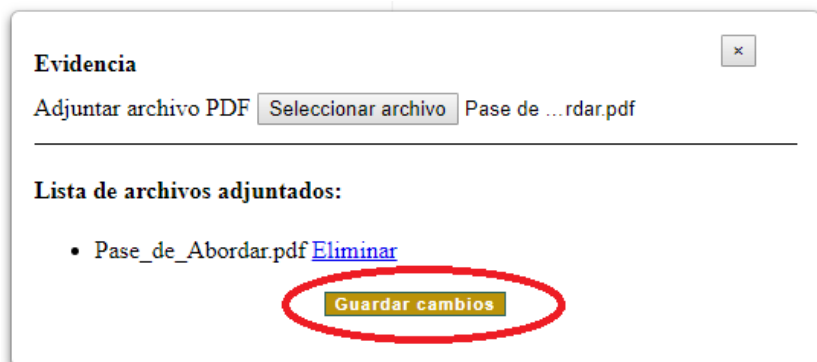 ×
Evidencia
Adjuntar archivo PDF Seleccionar archivo Pase de ...rdar.pdf
Lista de archivos adjuntados:
• Pase_de_Abordar.pdf Eliminar
Guardar cambios